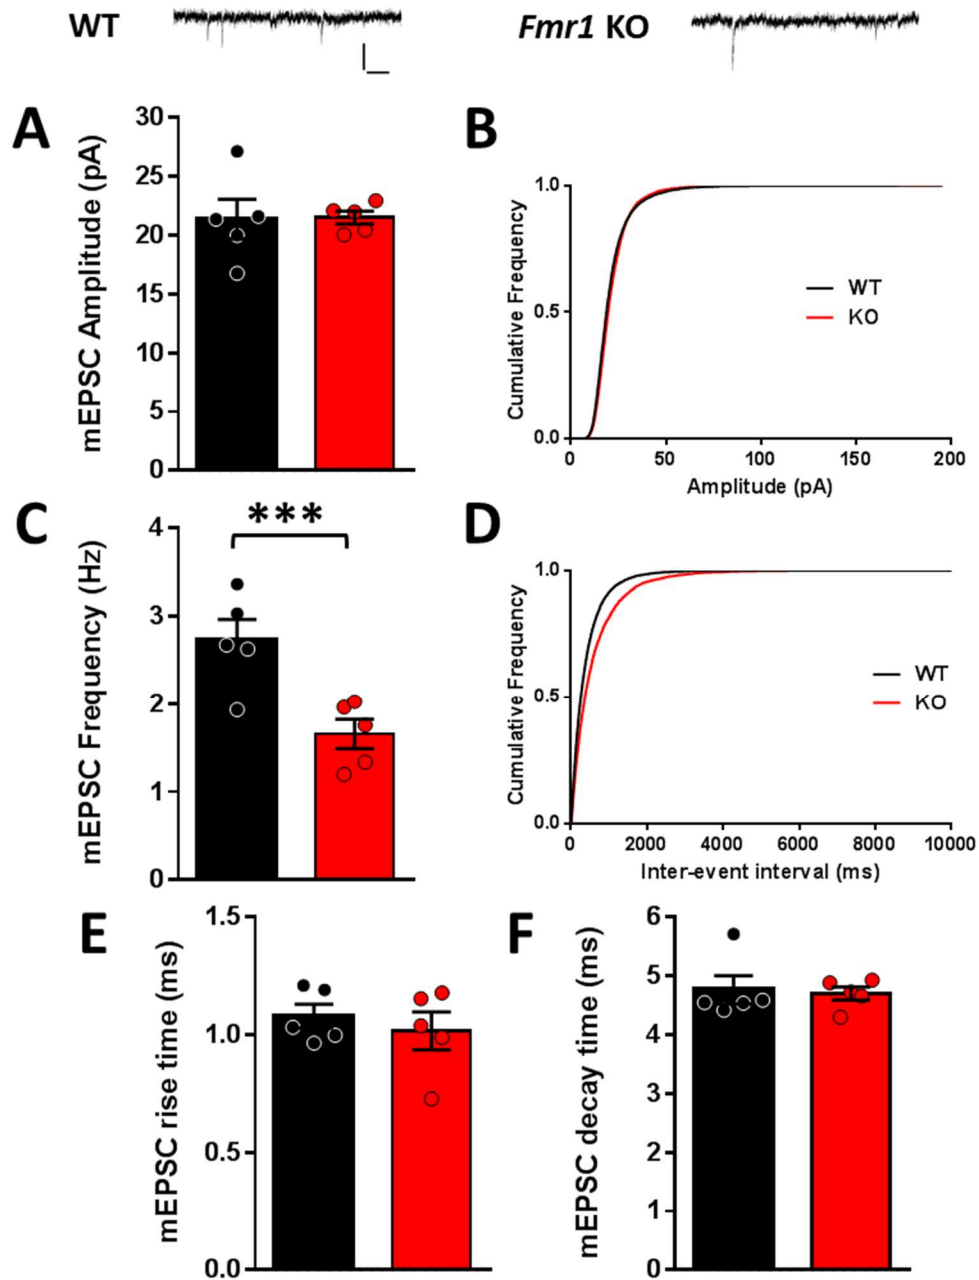 WT
Fmr1 KO
A
mEPSC Amplitude (pA)
30
25
20
15
10
5
0
B
Cumulative Frequency
1.0
0.5
0.0
WT
KO
0 50 100 150 200
Amplitude (pA)
C
mEPSC Frequency (Hz)
4
3
2
1
0
***
D
Cumulative Frequency
1.0
0.5
0.0
WT
KO
0 2000 4000 6000 8000 10000
Inter-event interval (ms)
E
mEPSC rise time (ms)
1.5
1.0
0.5
0.0
F
mEPSC decay time (ms)
6
5
4
3
2
1
0